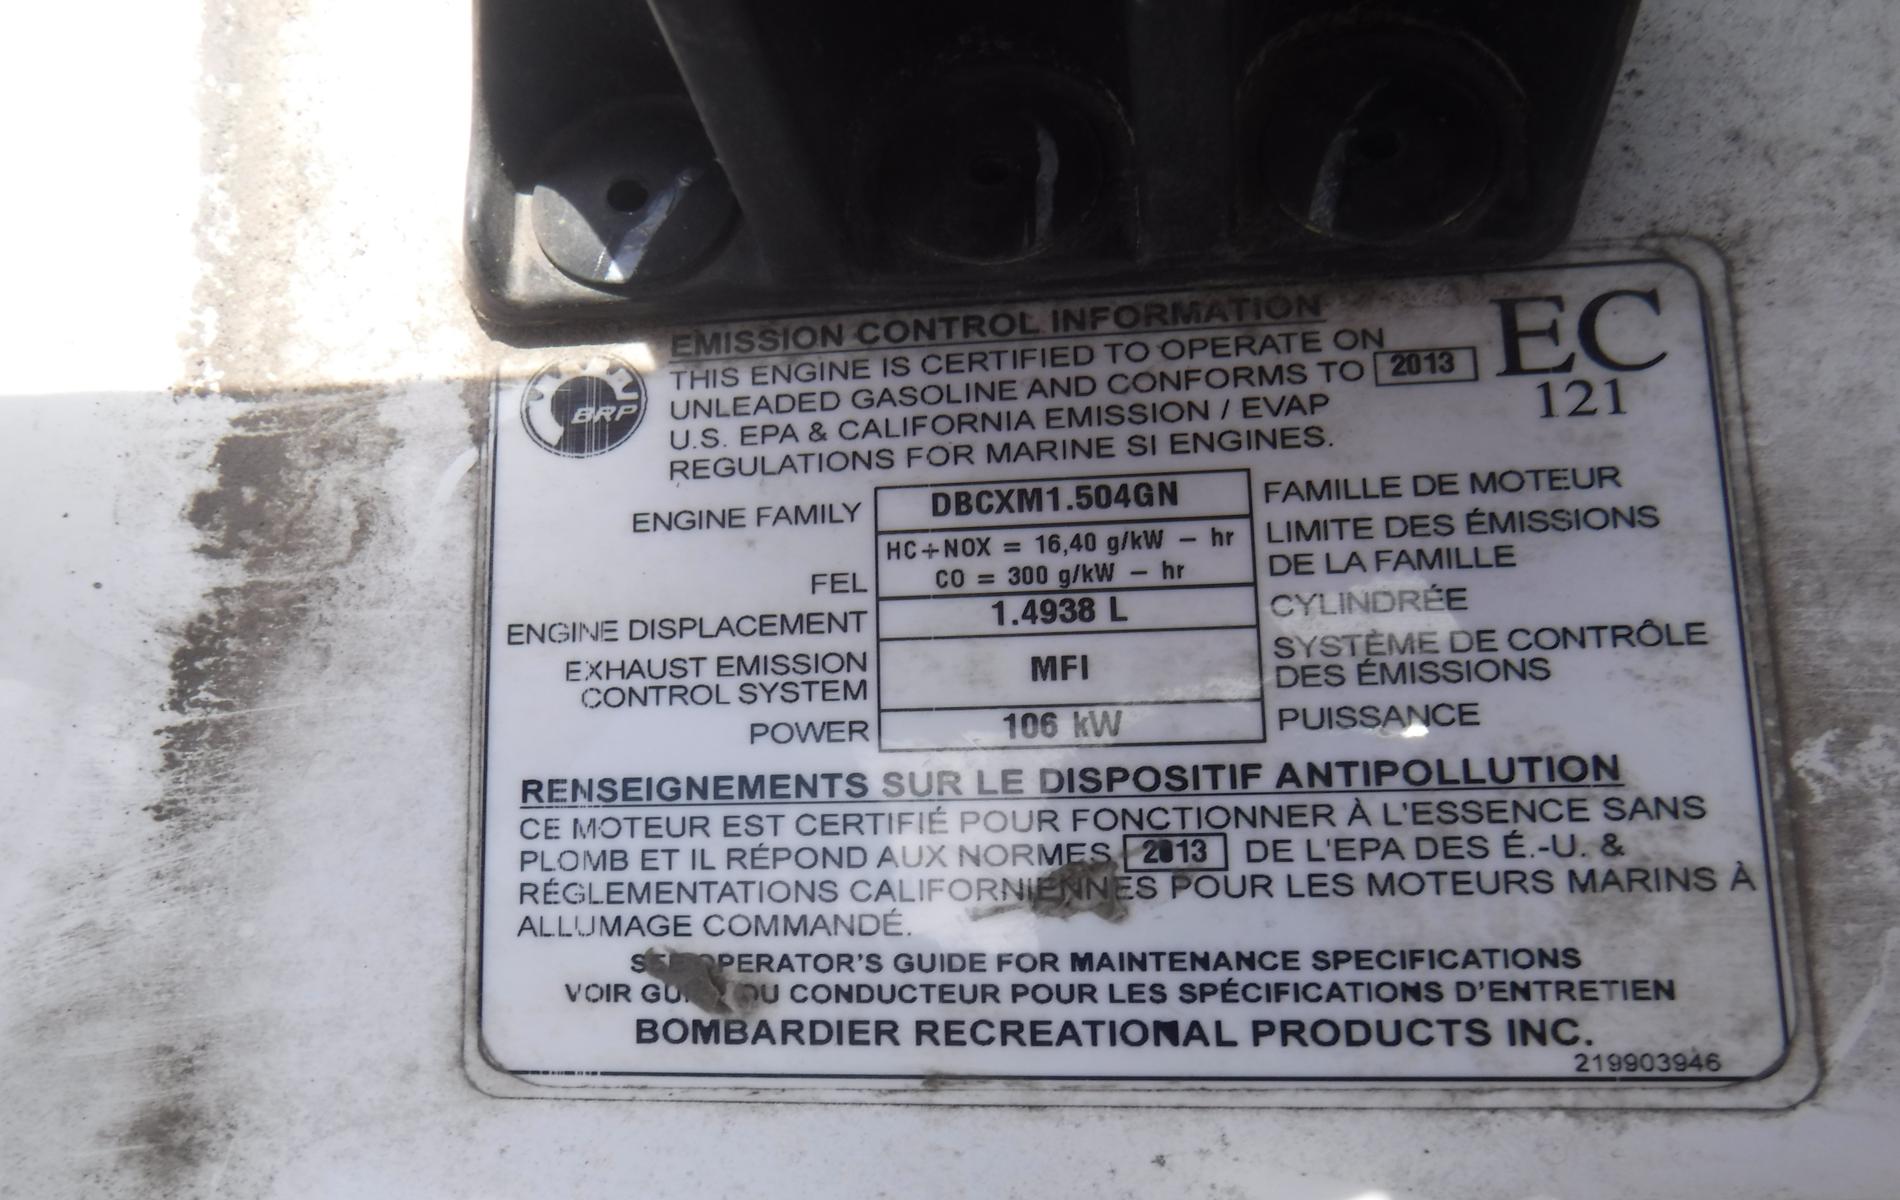 EMISSION CONTROL INFORMATION
THIS ENGINE IS CERTIFIED TO OPERATE ON
UNLEADED GASOLINE AND CONFORMS TO 2013
U.S. EPA & CALIFORNIA EMISSION / EVAP
REGULATIONS FOR MARINE SI ENGINES.
EC
121
BRP
ENGINE FAMILY DBCXM1.504GN FAMILLE DE MOTEUR
FEL HC+NOX = 16,40 g/kW – hr LIMITE DES ÉMISSIONS
CO = 300 g/kW – hr DE LA FAMILLE
ENGINE DISPLACEMENT 1.4938 L CYLINDRÉE
EXHAUST EMISSION MFI SYSTÈME DE CONTRÔLE
CONTROL SYSTEM DES ÉMISSIONS
POWER 106 kW PUISSANCE
RENSEIGNEMENTS SUR LE DISPOSITIF ANTIPOLLUTION
CE MOTEUR EST CERTIFIÉ POUR FONCTIONNER À L'ESSENCE SANS
PLOMB ET IL RÉPOND AUX NORMES 2013 DE L'EPA DES É.-U. &
RÉGLEMENTATIONS CALIFORNIENNES POUR LES MOTEURS MARINS À
ALLUMAGE COMMANDÉ.
SEE OPERATOR'S GUIDE FOR MAINTENANCE SPECIFICATIONS
VOIR GUIDE DU CONDUCTEUR POUR LES SPÉCIFICATIONS D'ENTRETIEN
BOMBARDIER RECREATIONAL PRODUCTS INC.
219903946